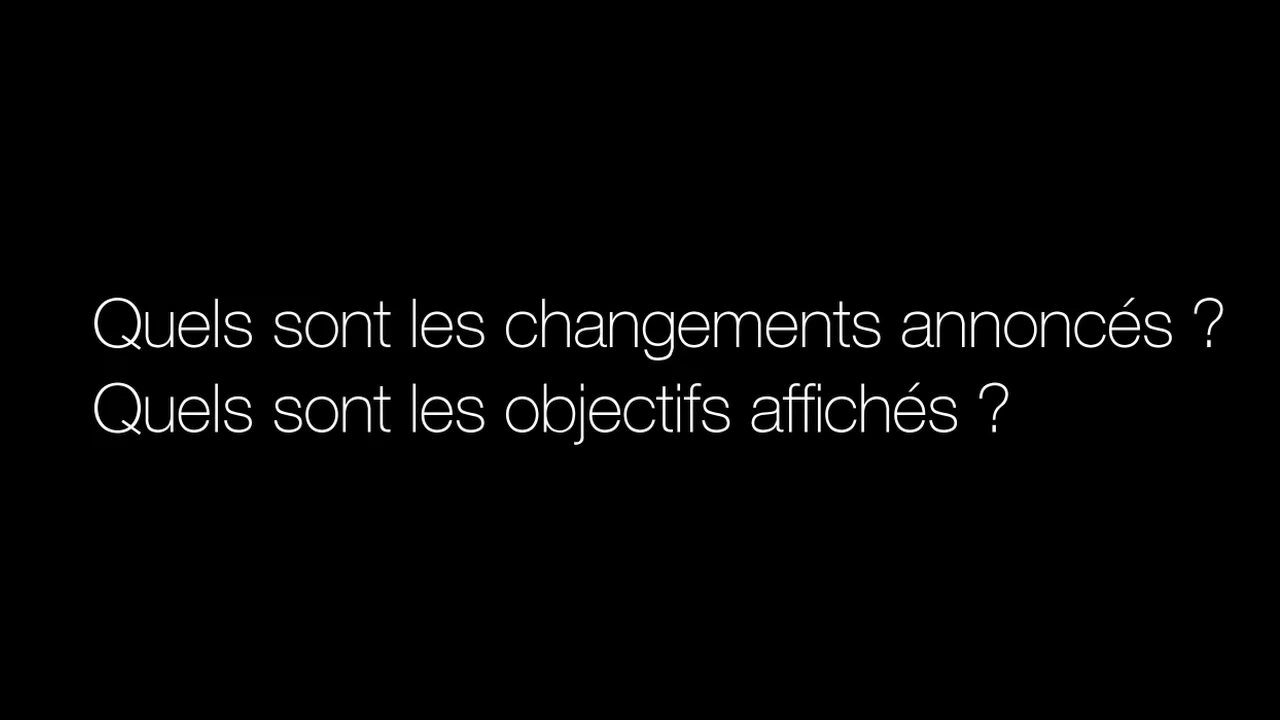 Quels sont les changements annoncés ?
Quels sont les objectifs affichés ?